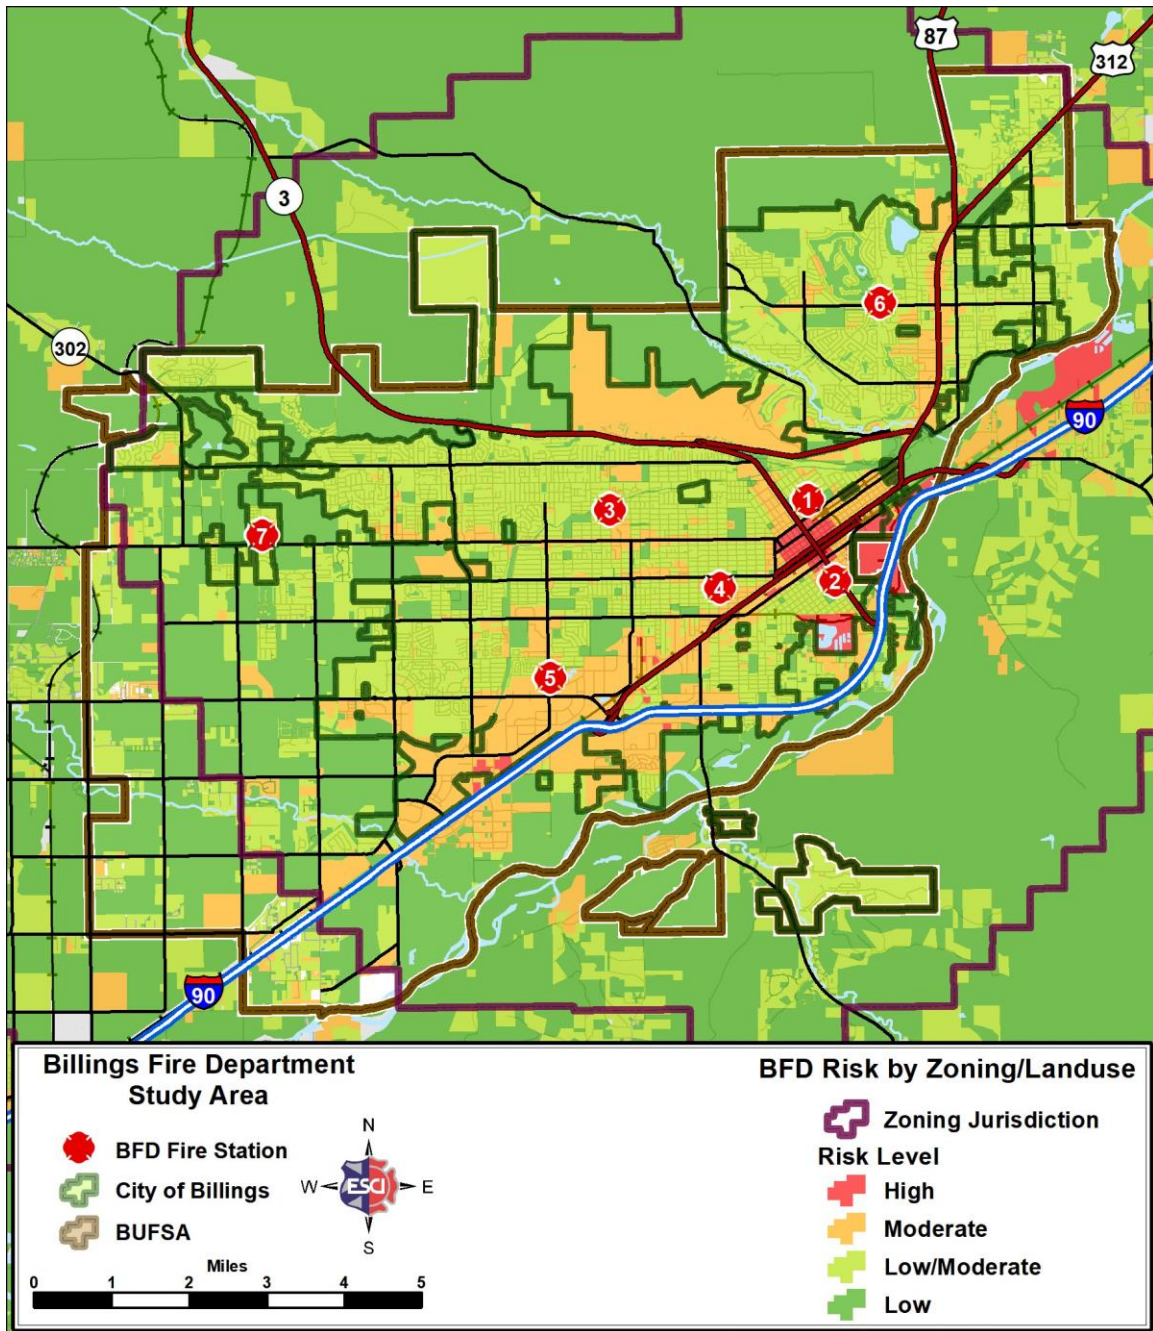 87
312
3
6
302
90
1
3
7
2
4
5
90
Billings Fire Department
Study Area
BFD Fire Station
City of Billings
BUFSA
N
W
ESCI
E
S
Miles
0 1 2 3 4 5
BFD Risk by Zoning/Landuse
Zoning Jurisdiction
Risk Level
High
Moderate
Low/Moderate
Low